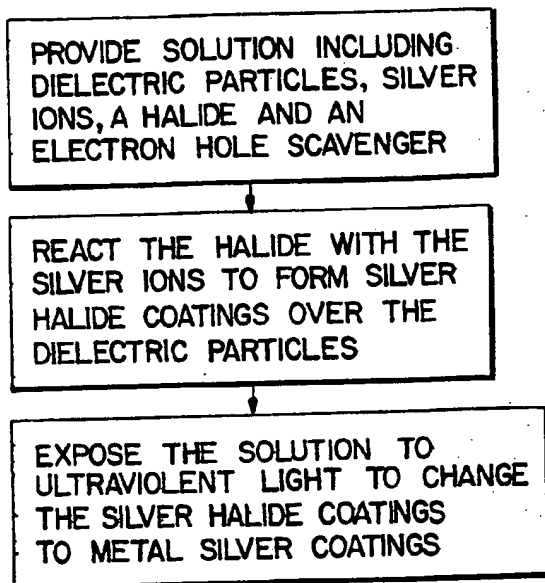 PROVIDE SOLUTION INCLUDING
DIELECTRIC PARTICLES, SILVER
IONS, A HALIDE AND AN
ELECTRON HOLE SCAVENGER
REACT THE HALIDE WITH THE
SILVER IONS TO FORM SILVER
HALIDE COATINGS OVER THE
DIELECTRIC PARTICLES
EXPOSE THE SOLUTION TO
ULTRAVIOLENT LIGHT TO CHANGE
THE SILVER HALIDE COATINGS
TO METAL SILVER COATINGS